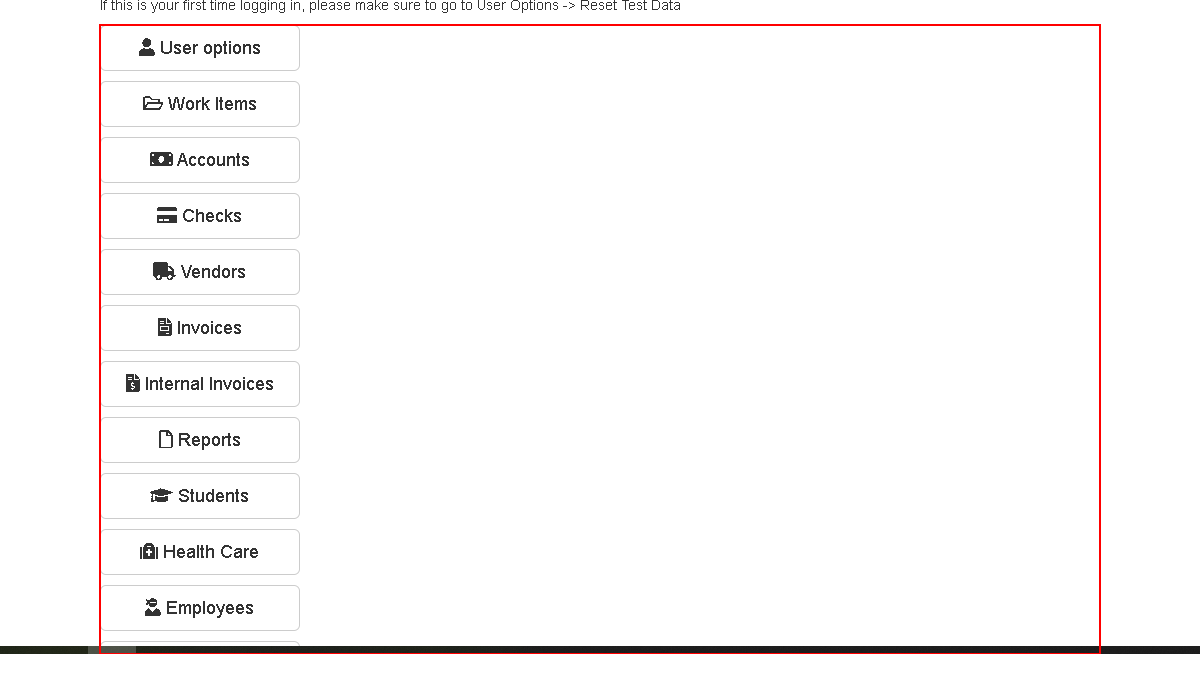 If this is your first time logging in, please make sure to go to User Options -> Reset Test Data
User options
Work Items
Accounts
Checks
Vendors
Invoices
Internal Invoices
Reports
Students
Health Care
Employees